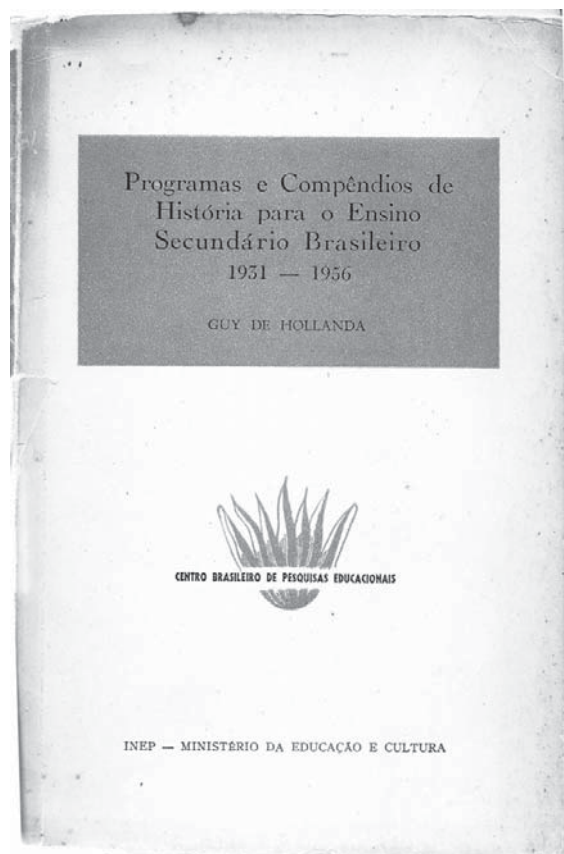 Programas e Compêndios de
História para o Ensino
Secundário Brasileiro
1931 — 1956
GUY DE HOLLANDA
CENTRO BRASILEIRO DE PESQUISAS EDUCACIONAIS
INEP — MINISTÉRIO DA EDUCAÇÃO E CULTURA